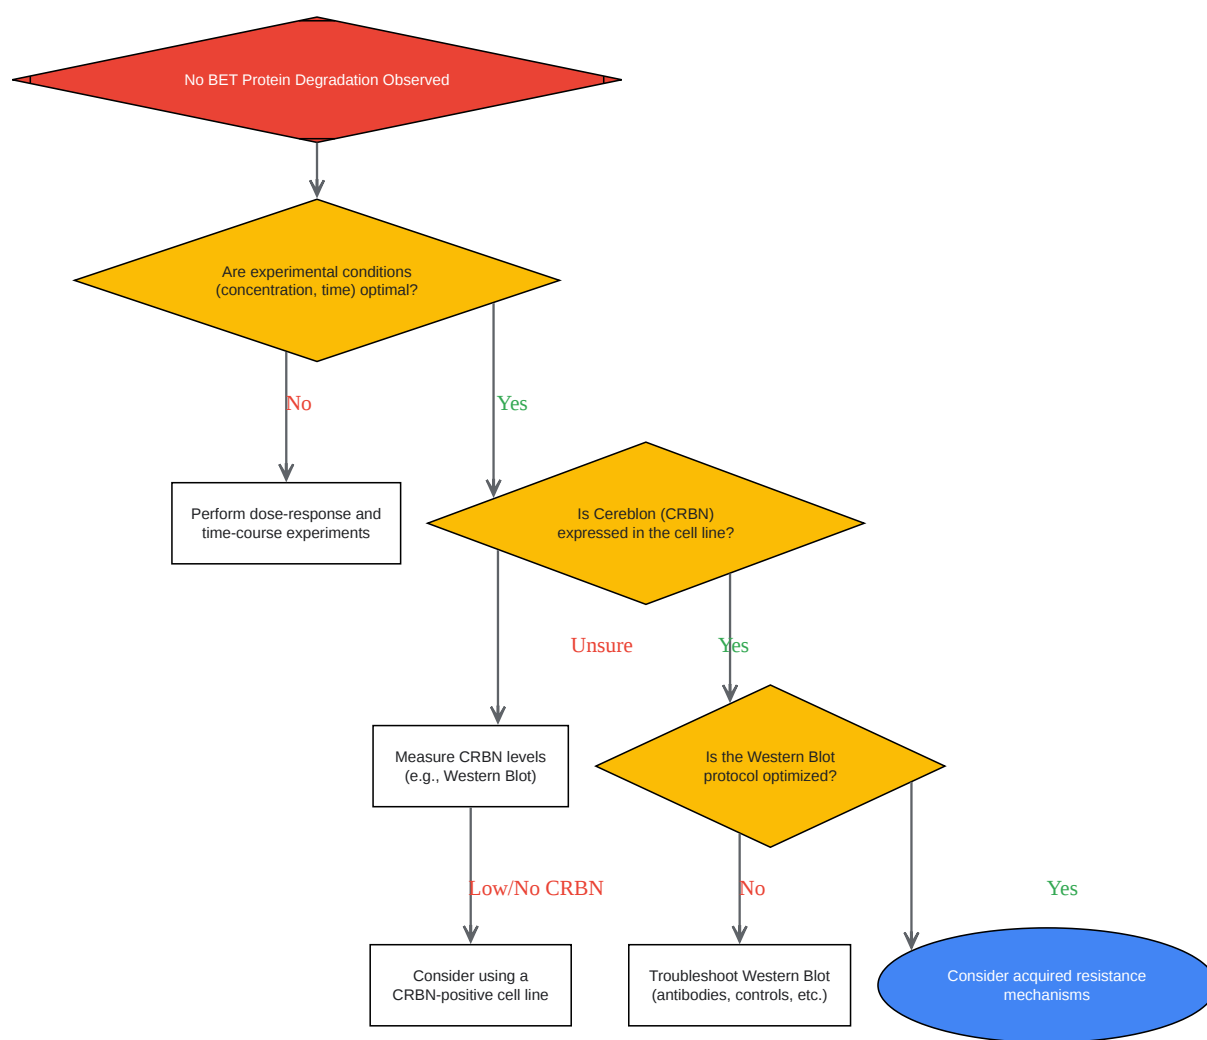 No BET Protein Degradation Observed
Are experimental conditions
(concentration, time) optimal?
No
Yes
Perform dose-response and
time-course experiments
Is Cereblon (CRBN)
expressed in the cell line?
Unsure
Yes
Measure CRBN levels
(e.g., Western Blot)
Is the Western Blot
protocol optimized?
Low/No CRBN
No
Yes
Consider using a
CRBN-positive cell line
Troubleshoot Western Blot
(antibodies, controls, etc.)
Consider acquired resistance
mechanisms